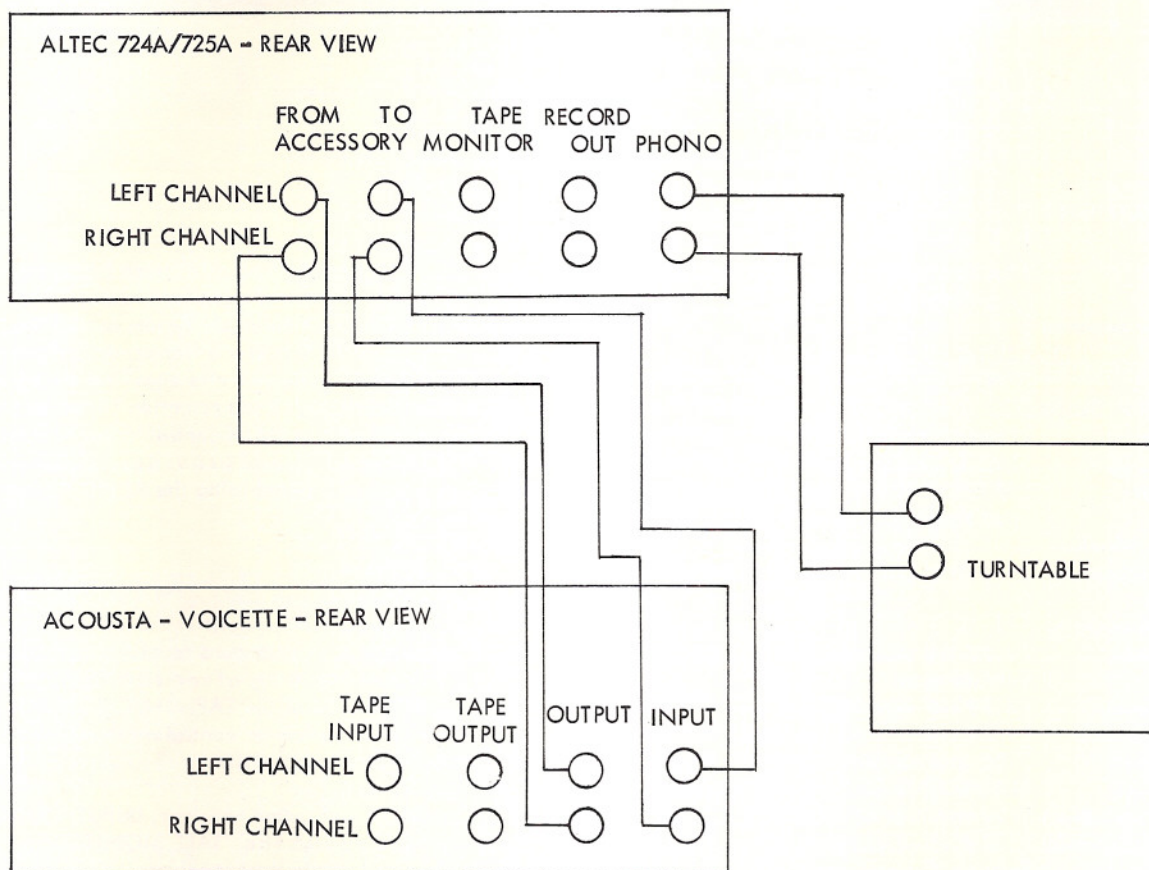 ALTEC 724A/725A - REAR VIEW
FROM TO TAPE RECORD
ACCESSORY MONITOR OUT PHONO
LEFT CHANNEL
RIGHT CHANNEL
TURNTABLE
ACOUSTA - VOICETTE - REAR VIEW
TAPE TAPE OUTPUT INPUT
INPUT OUTPUT
LEFT CHANNEL
RIGHT CHANNEL